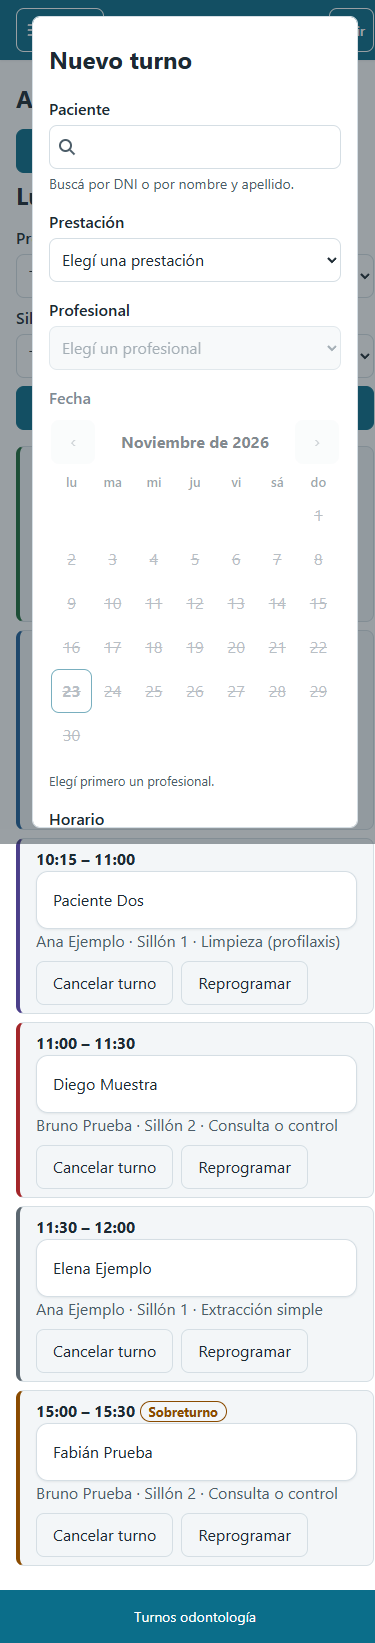 Nuevo turno
Paciente
Buscá por DNI o por nombre y apellido.
Prestación
Elegí una prestación
Profesional
Elegí un profesional
Fecha
‹ Noviembre de 2026 ›
lu ma mi ju vi sá do
1
2 3 4 5 6 7 8
9 10 11 12 13 14 15
16 17 18 19 20 21 22
23 24 25 26 27 28 29
30
Elegí primero un profesional.
Horario
10:15 – 11:00
Paciente Dos
Ana Ejemplo · Sillón 1 · Limpieza (profilaxis)
Cancelar turno Reprogramar
11:00 – 11:30
Diego Muestra
Bruno Prueba · Sillón 2 · Consulta o control
Cancelar turno Reprogramar
11:30 – 12:00
Elena Ejemplo
Ana Ejemplo · Sillón 1 · Extracción simple
Cancelar turno Reprogramar
15:00 – 15:30 Sobreturno
Fabián Prueba
Bruno Prueba · Sillón 2 · Consulta o control
Cancelar turno Reprogramar
Turnos odontología